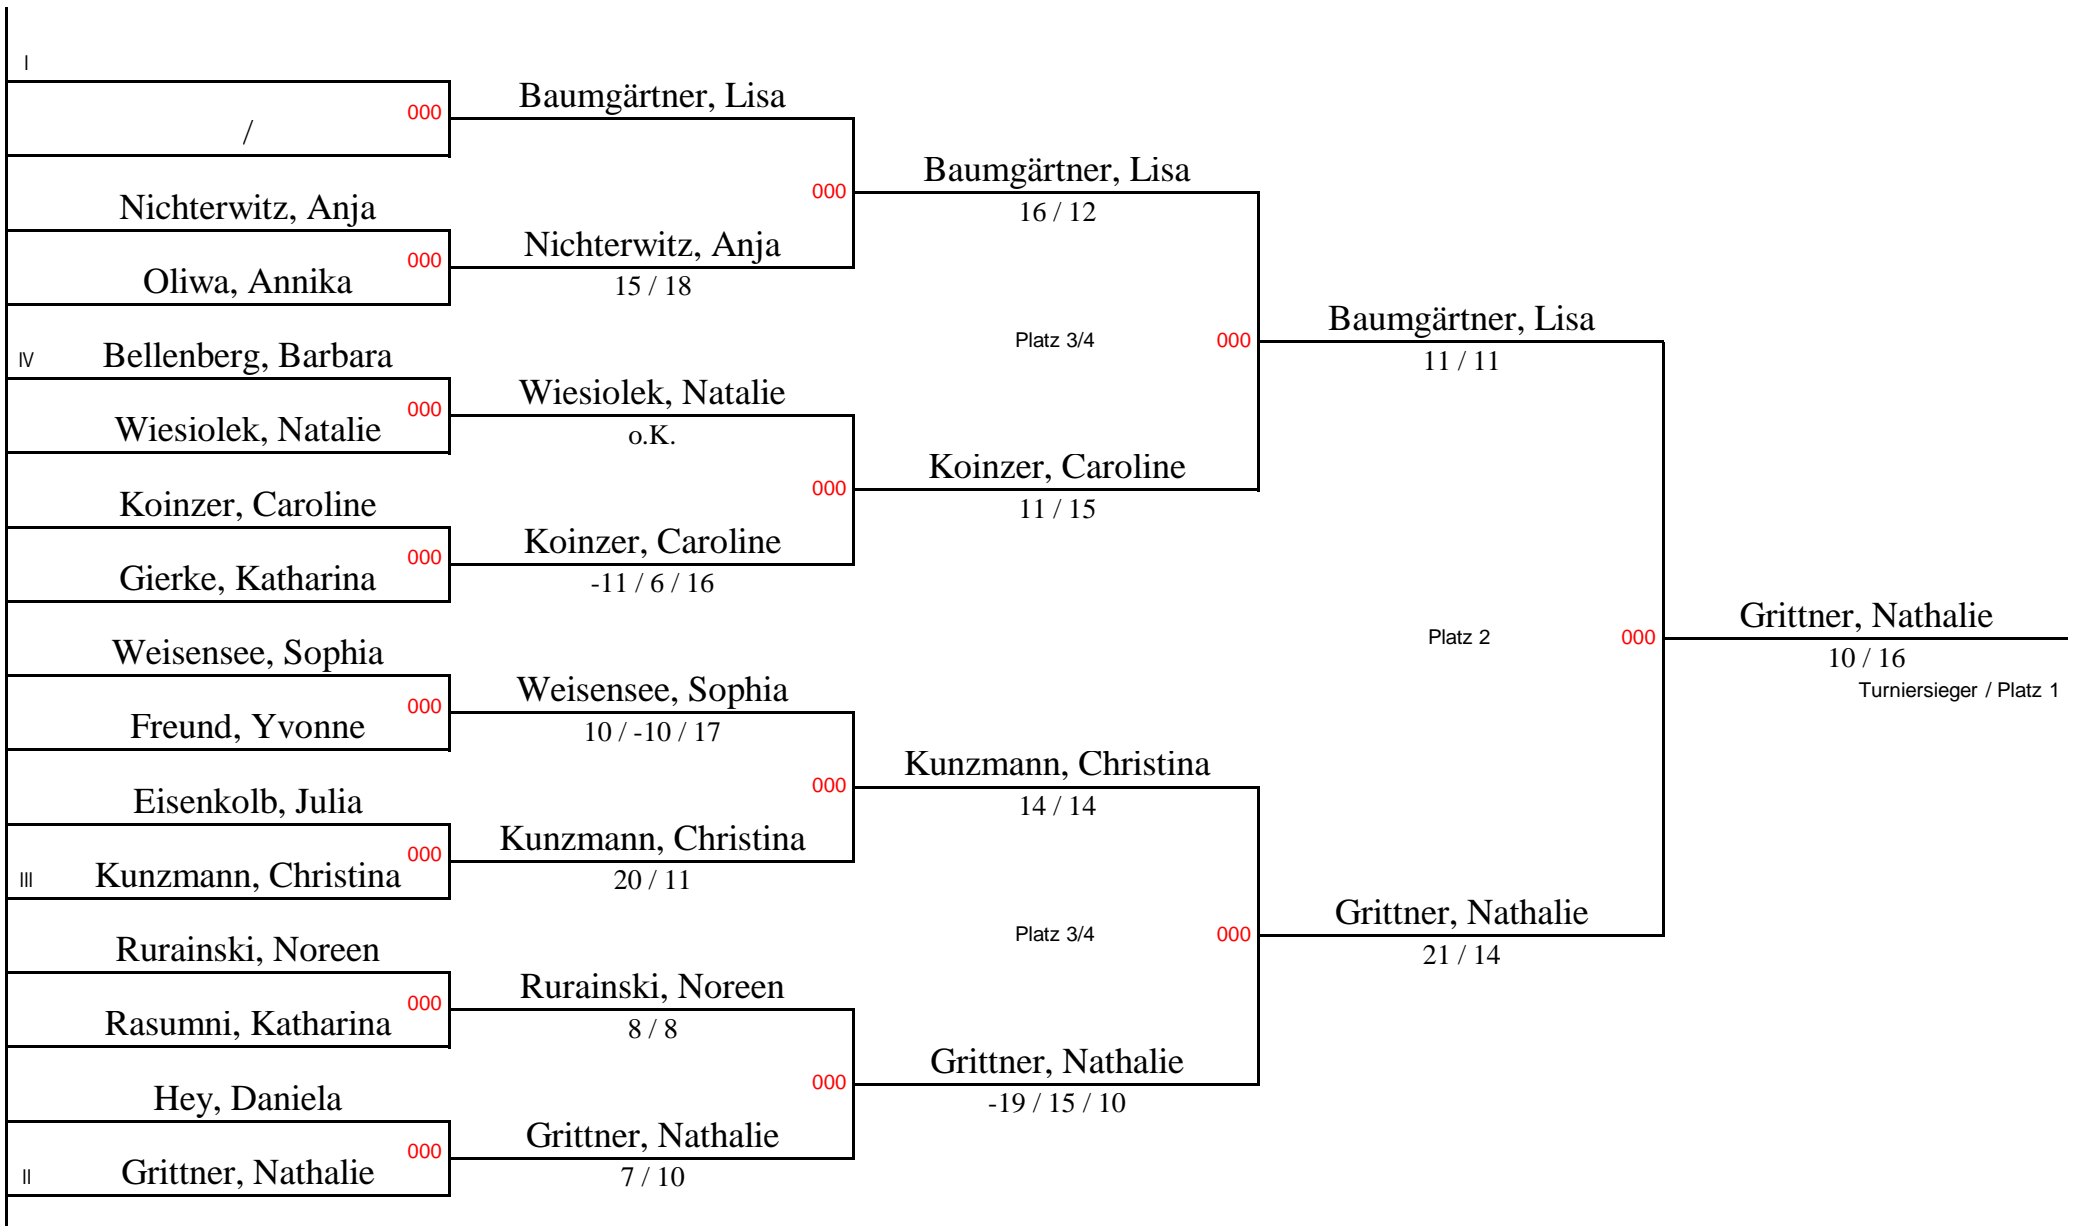 I
000
Baumgärtner, Lisa
/
Baumgärtner, Lisa
000
16 / 12
Nichterwitz, Anja
000
Nichterwitz, Anja
Oliwa, Annika
15 / 18
Baumgärtner, Lisa
Platz 3/4
000
11 / 11
IV
Bellenberg, Barbara
000
Wiesiolek, Natalie
Wiesiolek, Natalie
o.K.
Koinzer, Caroline
000
11 / 15
Koinzer, Caroline
000
Koinzer, Caroline
Gierke, Katharina
-11 / 6 / 16
Grittner, Nathalie
Platz 2
000
10 / 16
Turniersieger / Platz 1
Weisensee, Sophia
000
Weisensee, Sophia
Freund, Yvonne
10 / -10 / 17
Kunzmann, Christina
000
14 / 14
Eisenkolb, Julia
000
Kunzmann, Christina
III
Kunzmann, Christina
20 / 11
Grittner, Nathalie
Platz 3/4
000
21 / 14
Rurainski, Noreen
000
Rurainski, Noreen
Rasumni, Katharina
8 / 8
Grittner, Nathalie
000
-19 / 15 / 10
Hey, Daniela
000
Grittner, Nathalie
II
Grittner, Nathalie
7 / 10